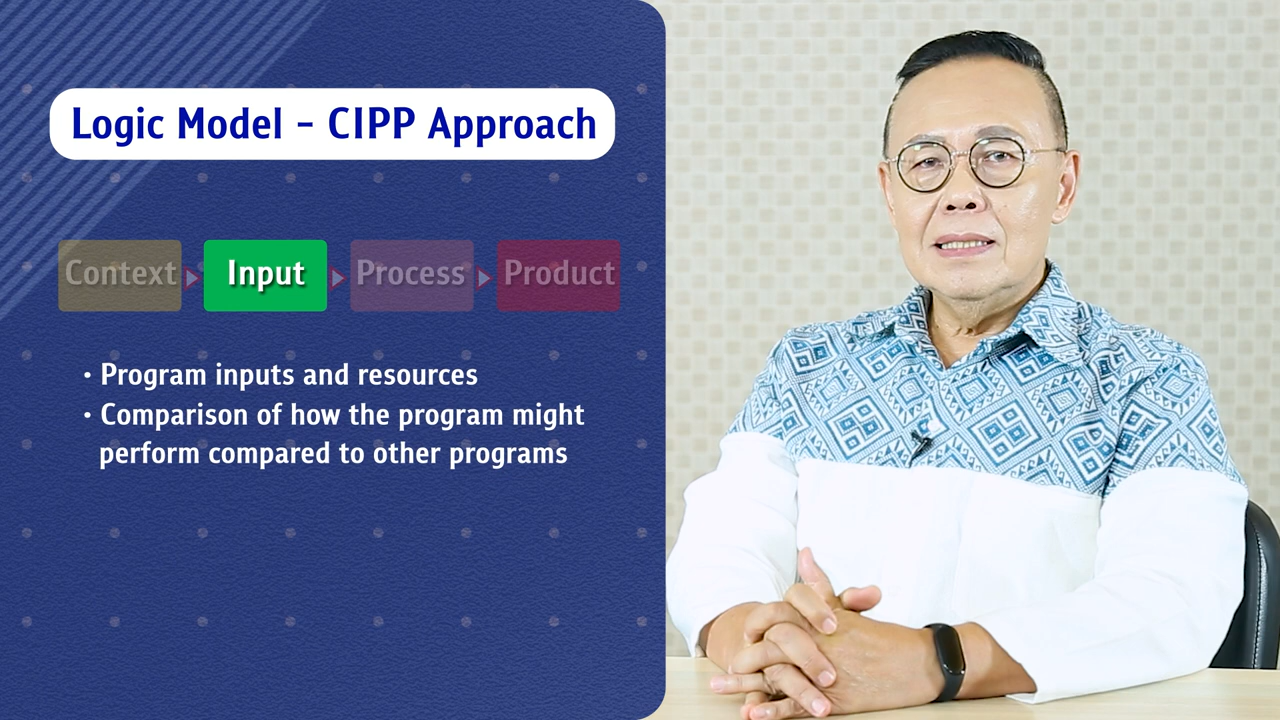 Logic Model - CIPP Approach
Context Input Process Product
• Program inputs and resources
• Comparison of how the program might
perform compared to other programs